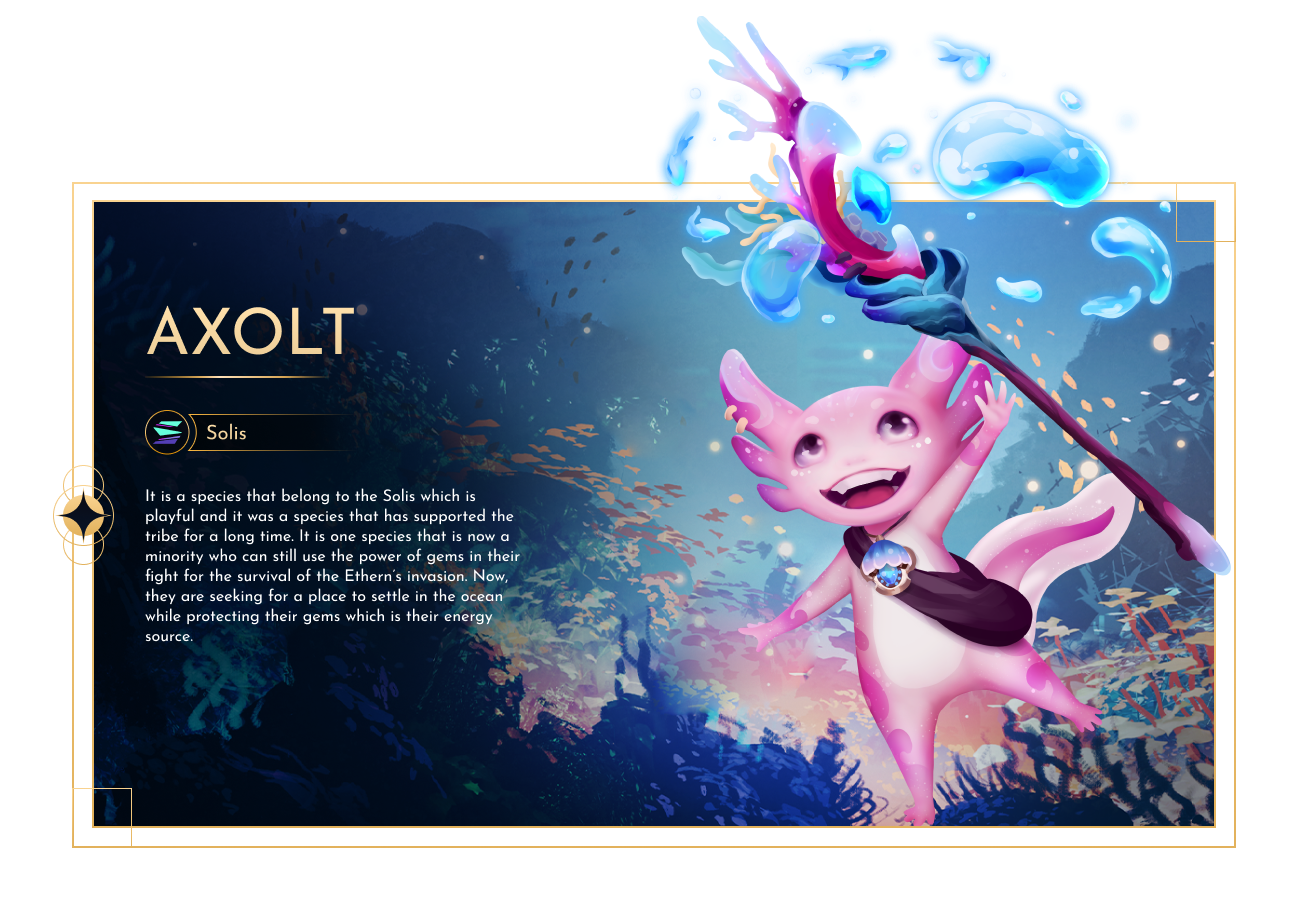 AXOLT
Solis
It is a species that belong to the Solis which is
playful and it was a species that has supported the
tribe for a long time. It is one species that is now a
minority who can still use the power of gems in their
fight for the survival of the Ethern's invasion. Now,
they are seeking for a place to settle in the ocean
while protecting their gems which is their energy
source.